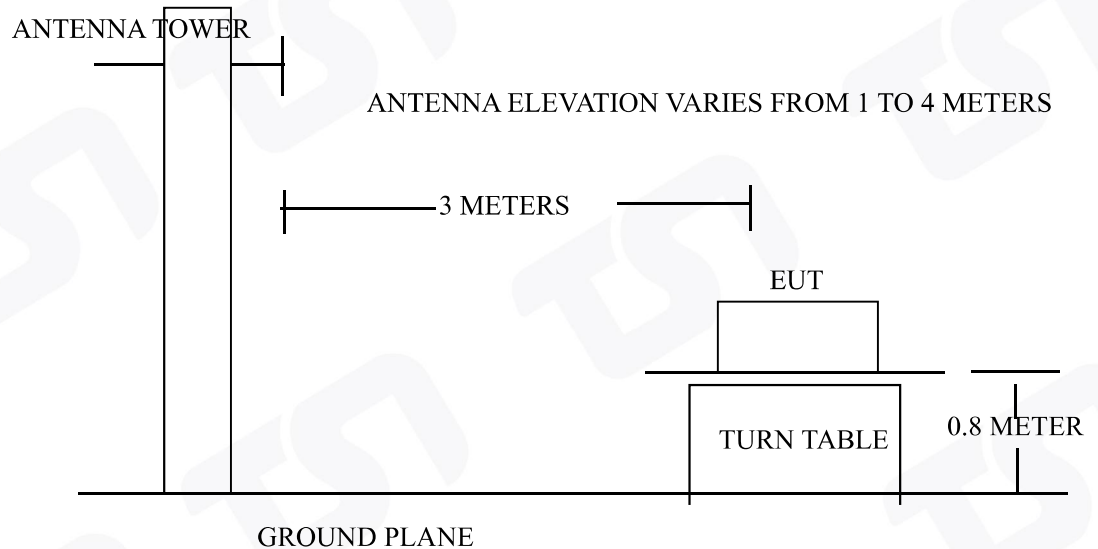 ANTENNA TOWER
ANTENNA ELEVATION VARIES FROM 1 TO 4 METERS
3 METERS
EUT
0.8 METER
TURN TABLE
GROUND PLANE